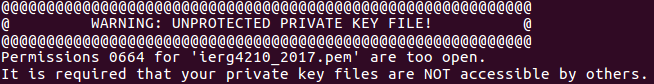 @@@@@@@@@@@@@@@@@@@@@@@@@@@@@@@@@@@@@@@@@@@@@@@@@@@@@@@@@@@
@         WARNING: UNPROTECTED PRIVATE KEY FILE!          @
@@@@@@@@@@@@@@@@@@@@@@@@@@@@@@@@@@@@@@@@@@@@@@@@@@@@@@@@@@@
Permissions 0664 for 'ierg4210_2017.pem' are too open.
It is required that your private key files are NOT accessible by others.